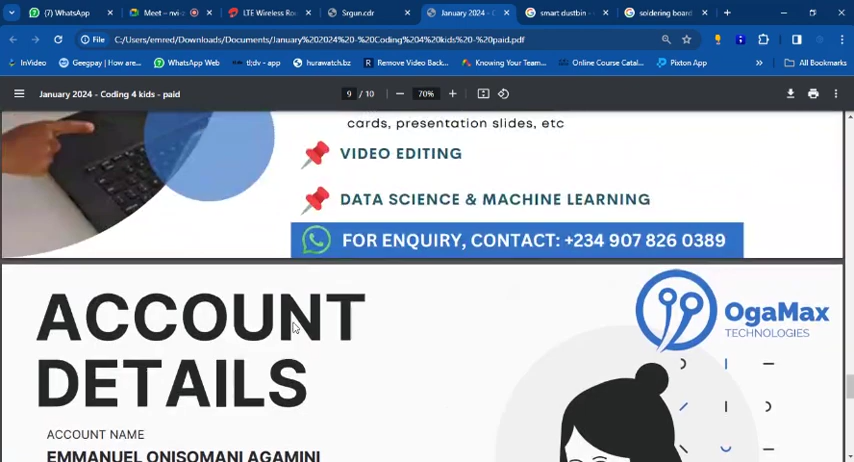 (7) WhatsApp
Meet – nvi
LTE Wireless Ro
Srgun.cdr
January 2024 - C
smart dustbin -
soldering board
File
C:/Users/emred/Downloads/Documents/January%202024%20-%20Coding%204%20kids%20-%20paid.pdf
InVideo
Geegpay | How are...
WhatsApp Web
tl;dv - app
hurawatch.bz
Remove Video Back...
Knowing Your Team...
Online Course Catal...
Pixton App
»
All Bookmarks
January 2024 - Coding 4 kids - paid
9 / 10
70%
cards, presentation slides, etc
VIDEO EDITING
DATA SCIENCE & MACHINE LEARNING
FOR ENQUIRY, CONTACT: +234 907 826 0389
ACCOUNT
DETAILS
OgaMax
TECHNOLOGIES
ACCOUNT NAME
EMMANUEL ONISOMANI AGAMINI